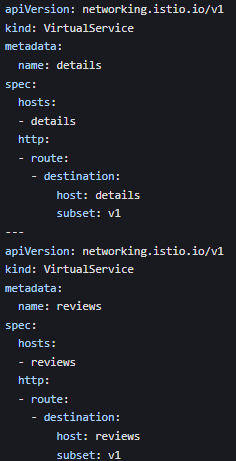 apiVersion: networking.istio.io/v1
kind: VirtualService
metadata:
  name: details
spec:
  hosts:
  - details
  http:
  - route:
    - destination:
        host: details
        subset: v1
---
apiVersion: networking.istio.io/v1
kind: VirtualService
metadata:
  name: reviews
spec:
  hosts:
  - reviews
  http:
  - route:
    - destination:
        host: reviews
        subset: v1